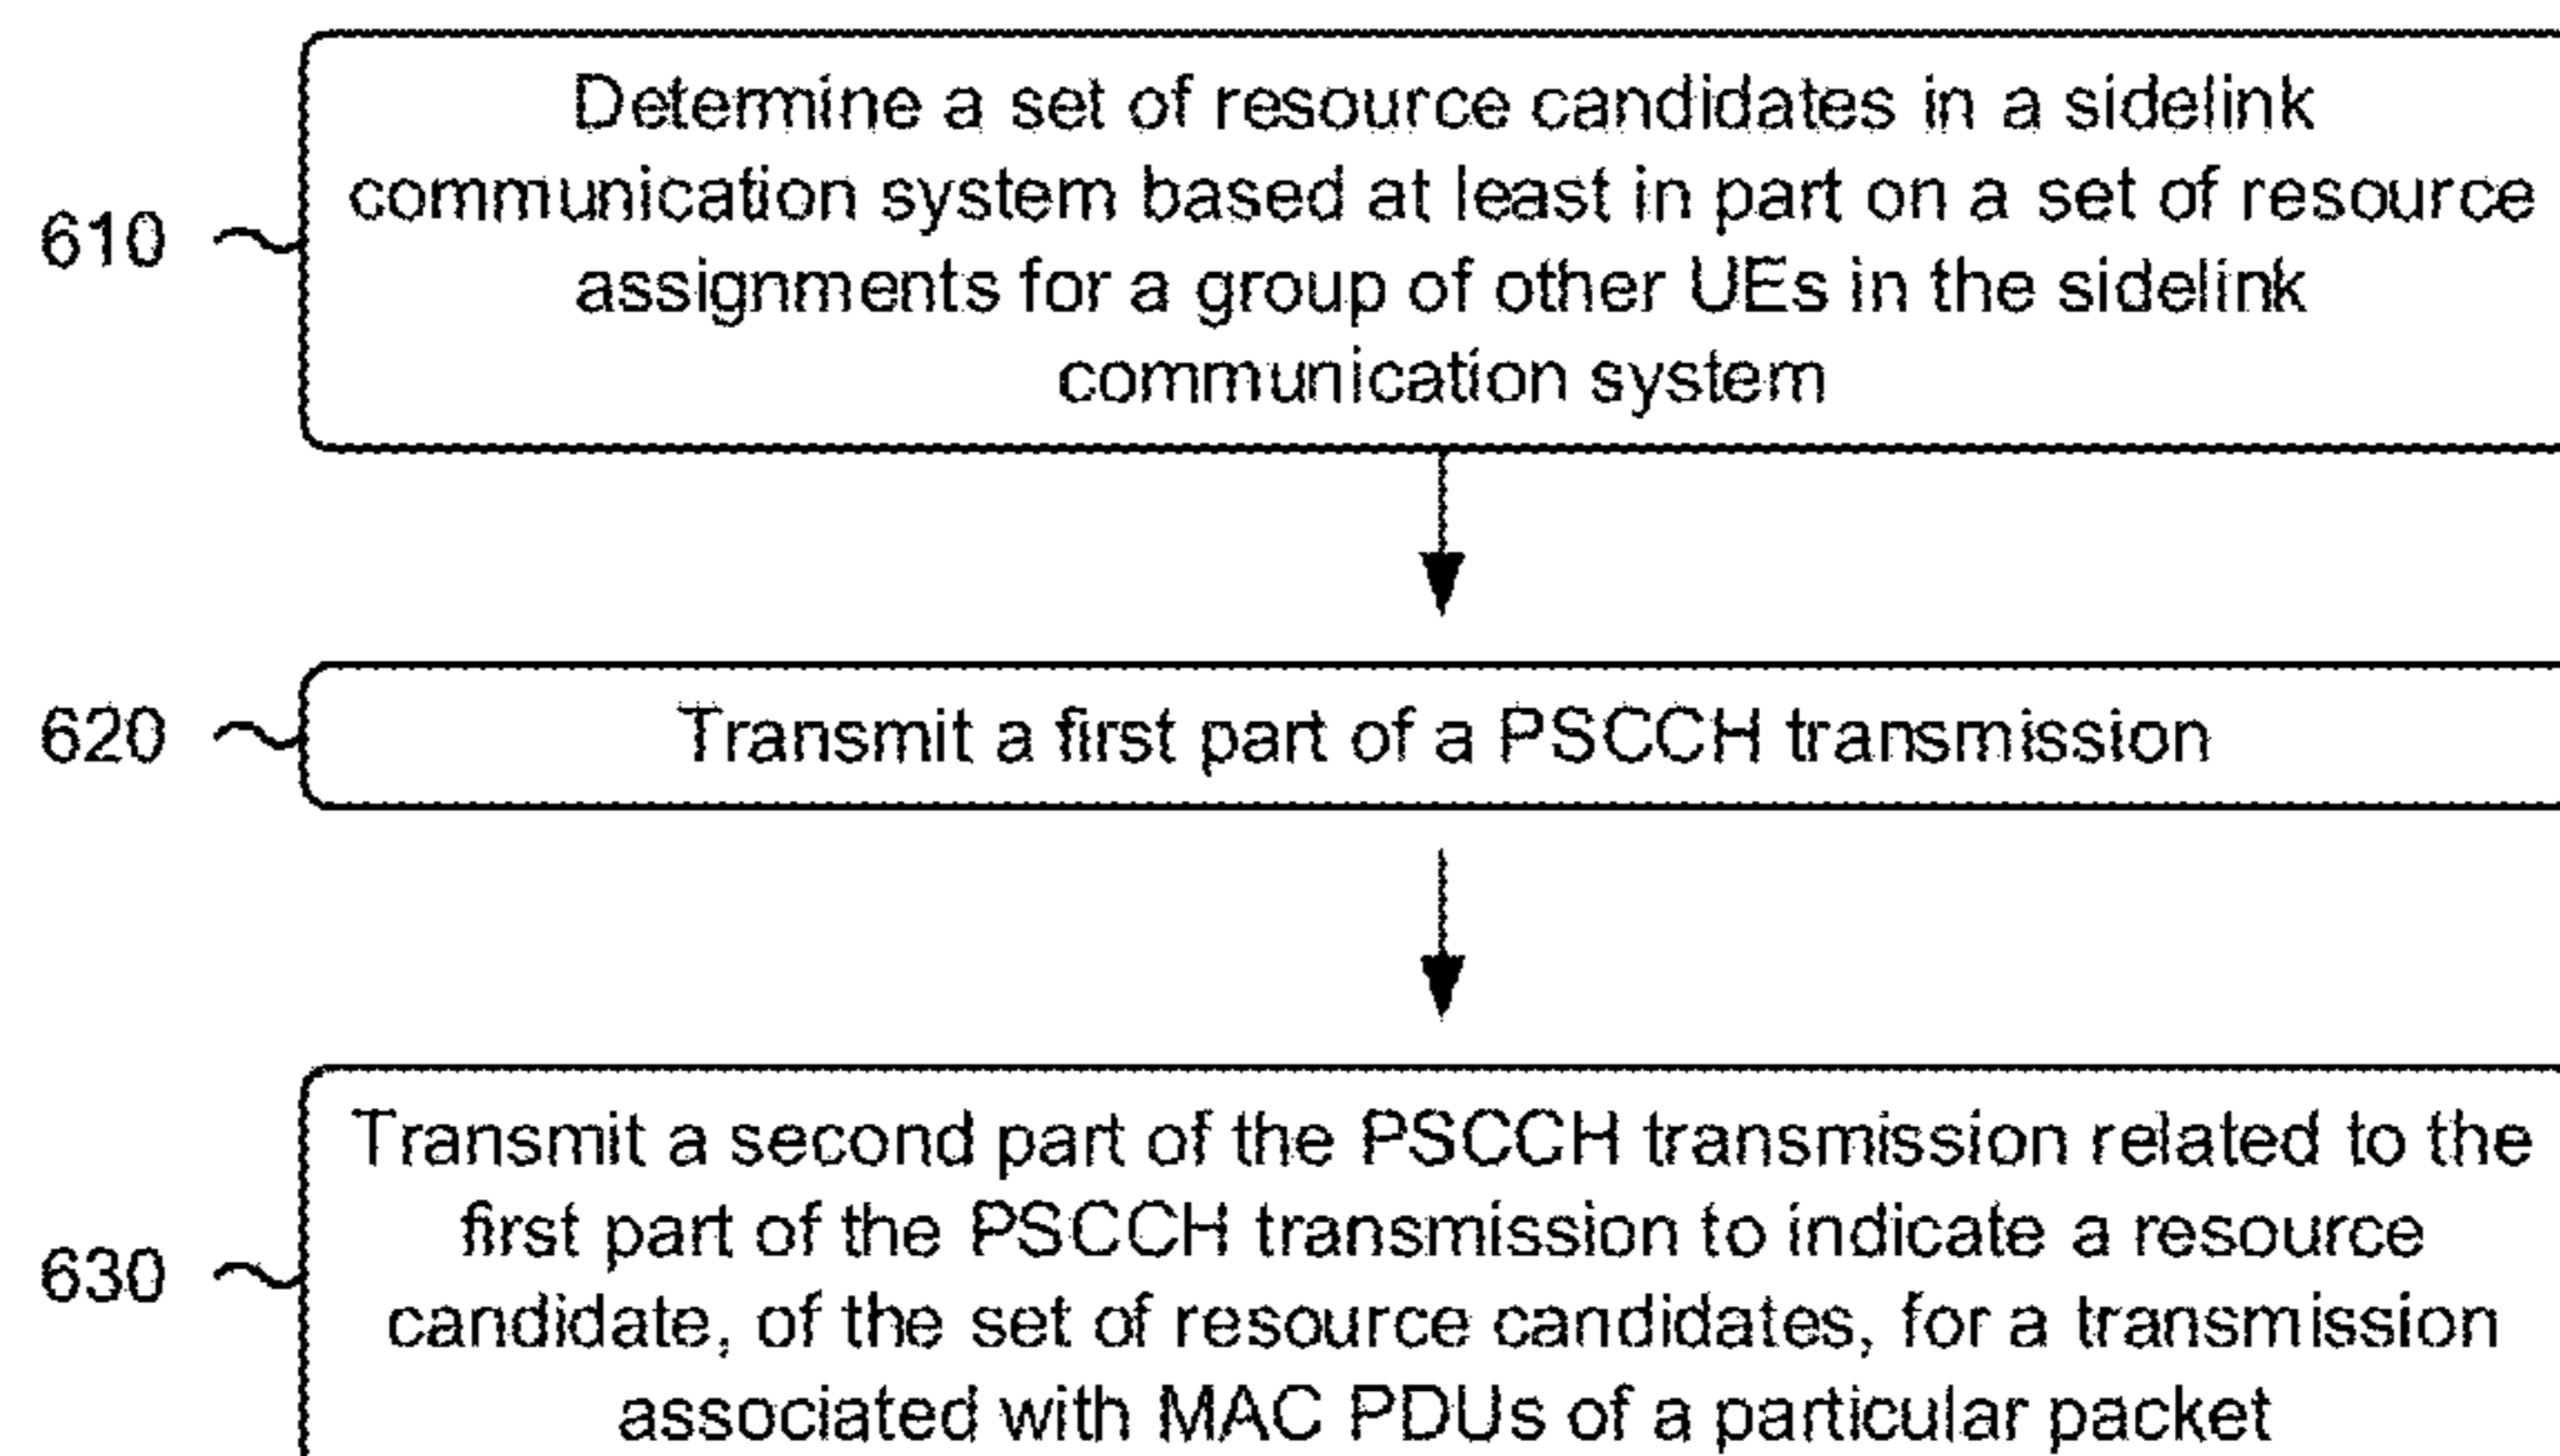 Determine a set of resource candidates in a sidelink
communication system based at least in part on a set of resource
610
assignments for a group of other UEs in the sidelink
communication system
620
Transmit a first part of a PSCCH transmission
Transmit a second part of the PSCCH transmission related to the
first part of the PSCCH transmission to indicate a resource
630
candidate, of the set of resource candidates, for a transmission
associated with MAC PDUs of a particular packet